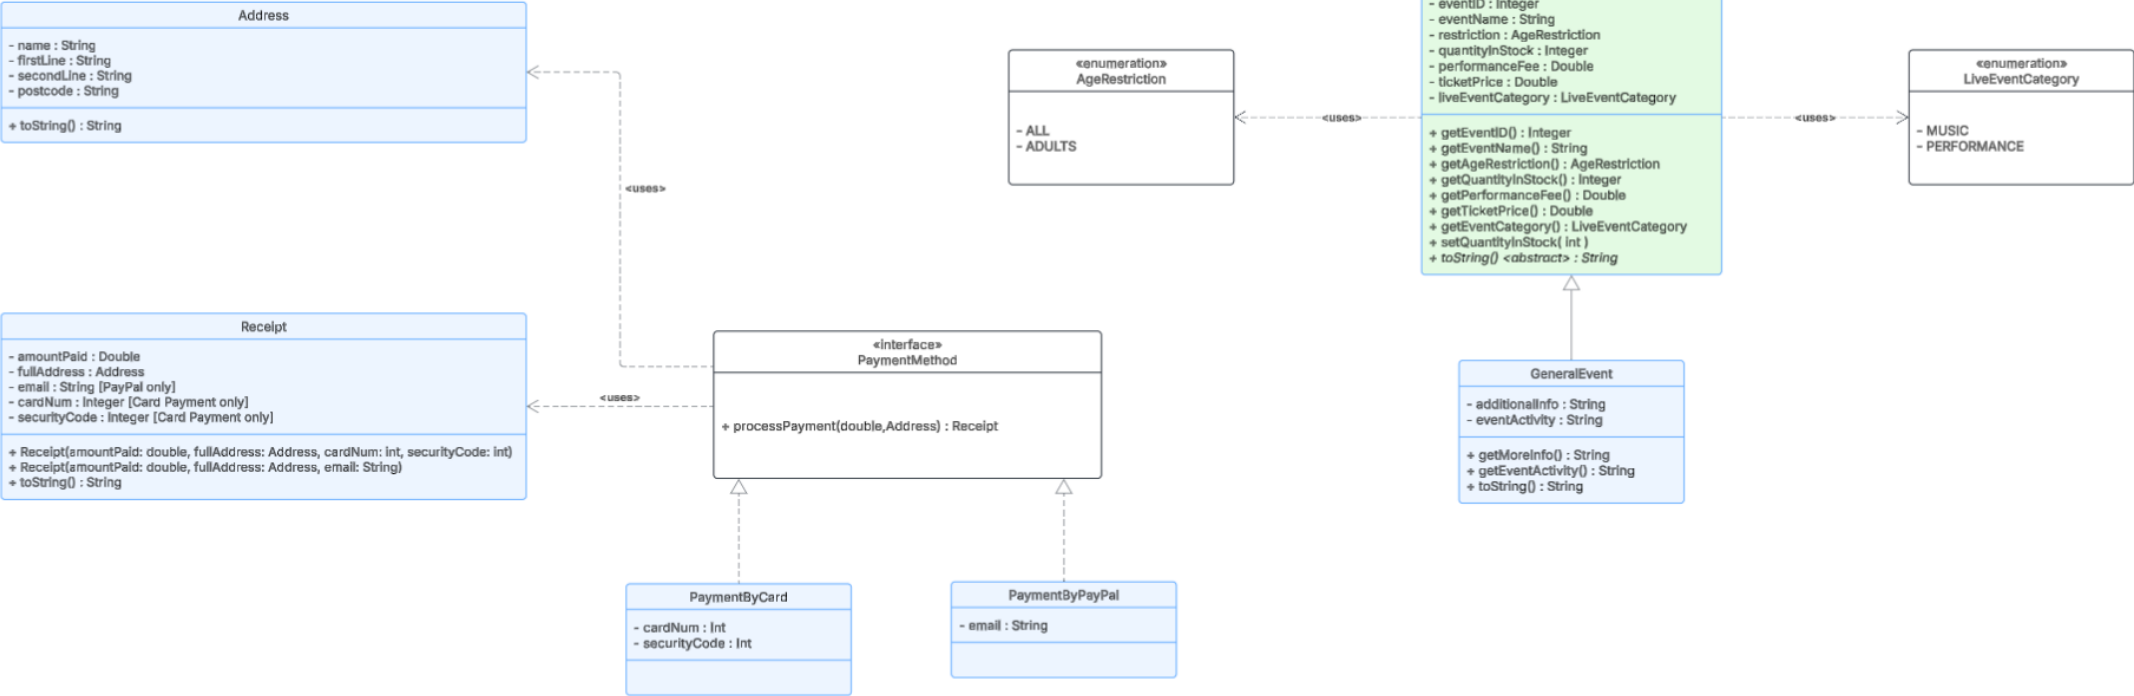 Address
- name : String
- firstLine : String
- secondLine : String
- postcode : String
+ toString() : String
<uses>
Receipt
- amountPaid : Double
- fullAddress : Address
- email : String [PayPal only]
- cardNum : Integer [Card Payment only]
- securityCode : Integer [Card Payment only]
+ Receipt(amountPaid: double, fullAddress: Address, cardNum: int, securityCode: int)
+ Receipt(amountPaid: double, fullAddress: Address, email: String)
+ toString() : String
<uses>
«interface»
PaymentMethod
+ processPayment(double,Address) : Receipt
PaymentByCard
- cardNum : Int
- securityCode : Int
PaymentByPayPal
- email : String
«enumeration»
AgeRestriction
- ALL
- ADULTS
<uses>
- eventID : Integer
- eventName : String
- restriction : AgeRestriction
- quantityInStock : Integer
- performanceFee : Double
- ticketPrice : Double
- liveEventCategory : LiveEventCategory
+ getEventID() : Integer
+ getEventName() : String
+ getAgeRestriction() : AgeRestriction
+ getQuantityInStock() : Integer
+ getPerformanceFee() : Double
+ getTicketPrice() : Double
+ getEventCategory() : LiveEventCategory
+ setQuantityInStock( int )
+ toString() <abstract> : String
<uses>
«enumeration»
LiveEventCategory
- MUSIC
- PERFORMANCE
GeneralEvent
- additionalInfo : String
- eventActivity : String
+ getMoreInfo() : String
+ getEventActivity() : String
+ toString() : String